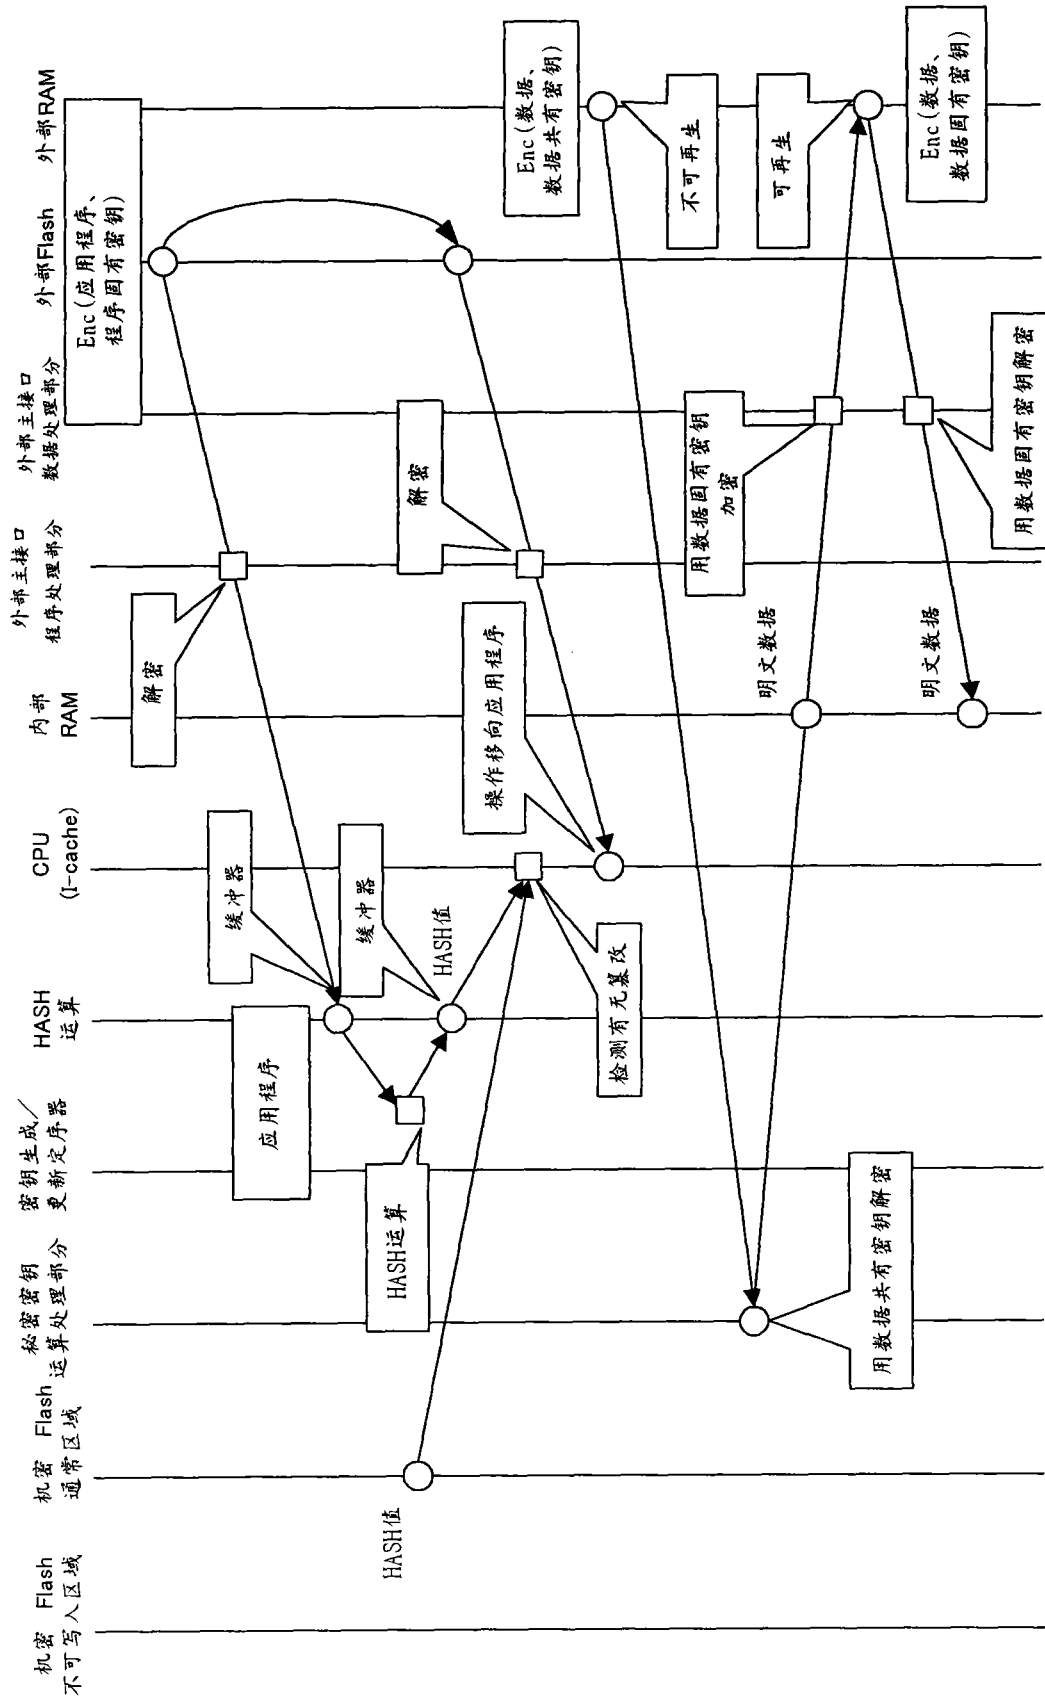 机密 Flash
不可写入区域
机密 Flash
通常区域
秘密密钥
运算处理部分
密钥生成／
更新定序器
HASH
运算
CPU
(I-cache)
内部
RAM
外部主接口
程序处理部分
外部主接口
数据处理部分
外部Flash
外部RAM
Enc(应用程序、
程序固有密钥)
解密
缓冲器
应用程序
缓冲器
HASH运算
HASH值
HASH值
解密
操作移向应用程序
检测有无篡改
Enc(数据、
数据共有密钥)
不可再生
可再生
用数据固有密钥
加密
明文数据
用数据共有密钥解密
Enc(数据、
数据固有密钥)
明文数据
用数据固有密钥解密